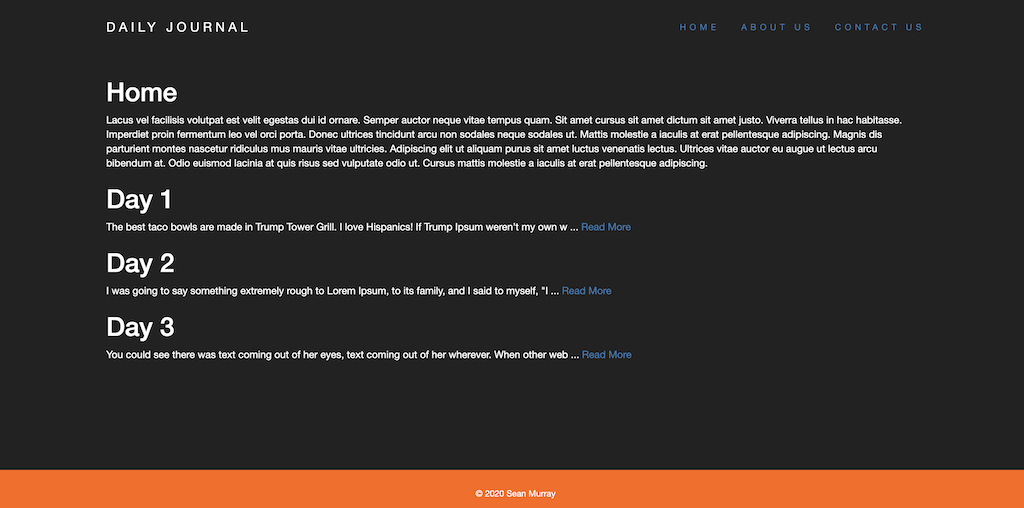 DAILY JOURNAL
HOME ABOUT US CONTACT US
Home
Lacus vel facilisis volutpat est velit egestas dui id ornare. Semper auctor neque vitae tempus quam. Sit amet cursus sit amet dictum sit amet justo. Viverra tellus in hac habitasse.
Imperdiet proin fermentum leo vel orci porta. Donec ultrices tincidunt arcu non sodales neque sodales ut. Mattis molestie a iaculis at erat pellentesque adipiscing. Magnis dis
parturient montes nascetur ridiculus mus mauris vitae ultricies. Adipiscing elit ut aliquam purus sit amet luctus venenatis lectus. Ultrices vitae auctor eu augue ut lectus arcu
bibendum at. Odio euismod lacinia at quis risus sed vulputate odio ut. Cursus mattis molestie a iaculis at erat pellentesque adipiscing.
Day 1
The best taco bowls are made in Trump Tower Grill. I love Hispanics! If Trump Ipsum weren't my own w ... Read More
Day 2
I was going to say something extremely rough to Lorem Ipsum, to its family, and I said to myself, "I ... Read More
Day 3
You could see there was text coming out of her eyes, text coming out of her wherever. When other web ... Read More
© 2020 Sean Murray